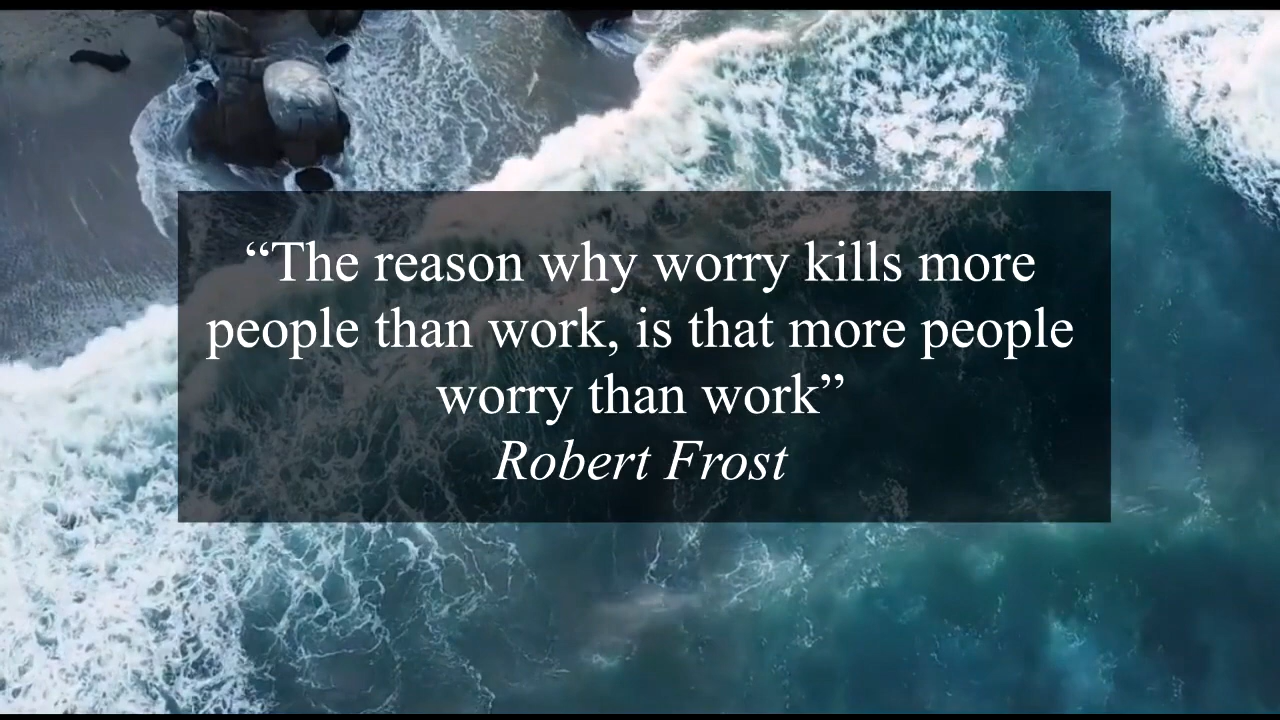 “The reason why worry kills more
people than work, is that more people
worry than work”
Robert Frost